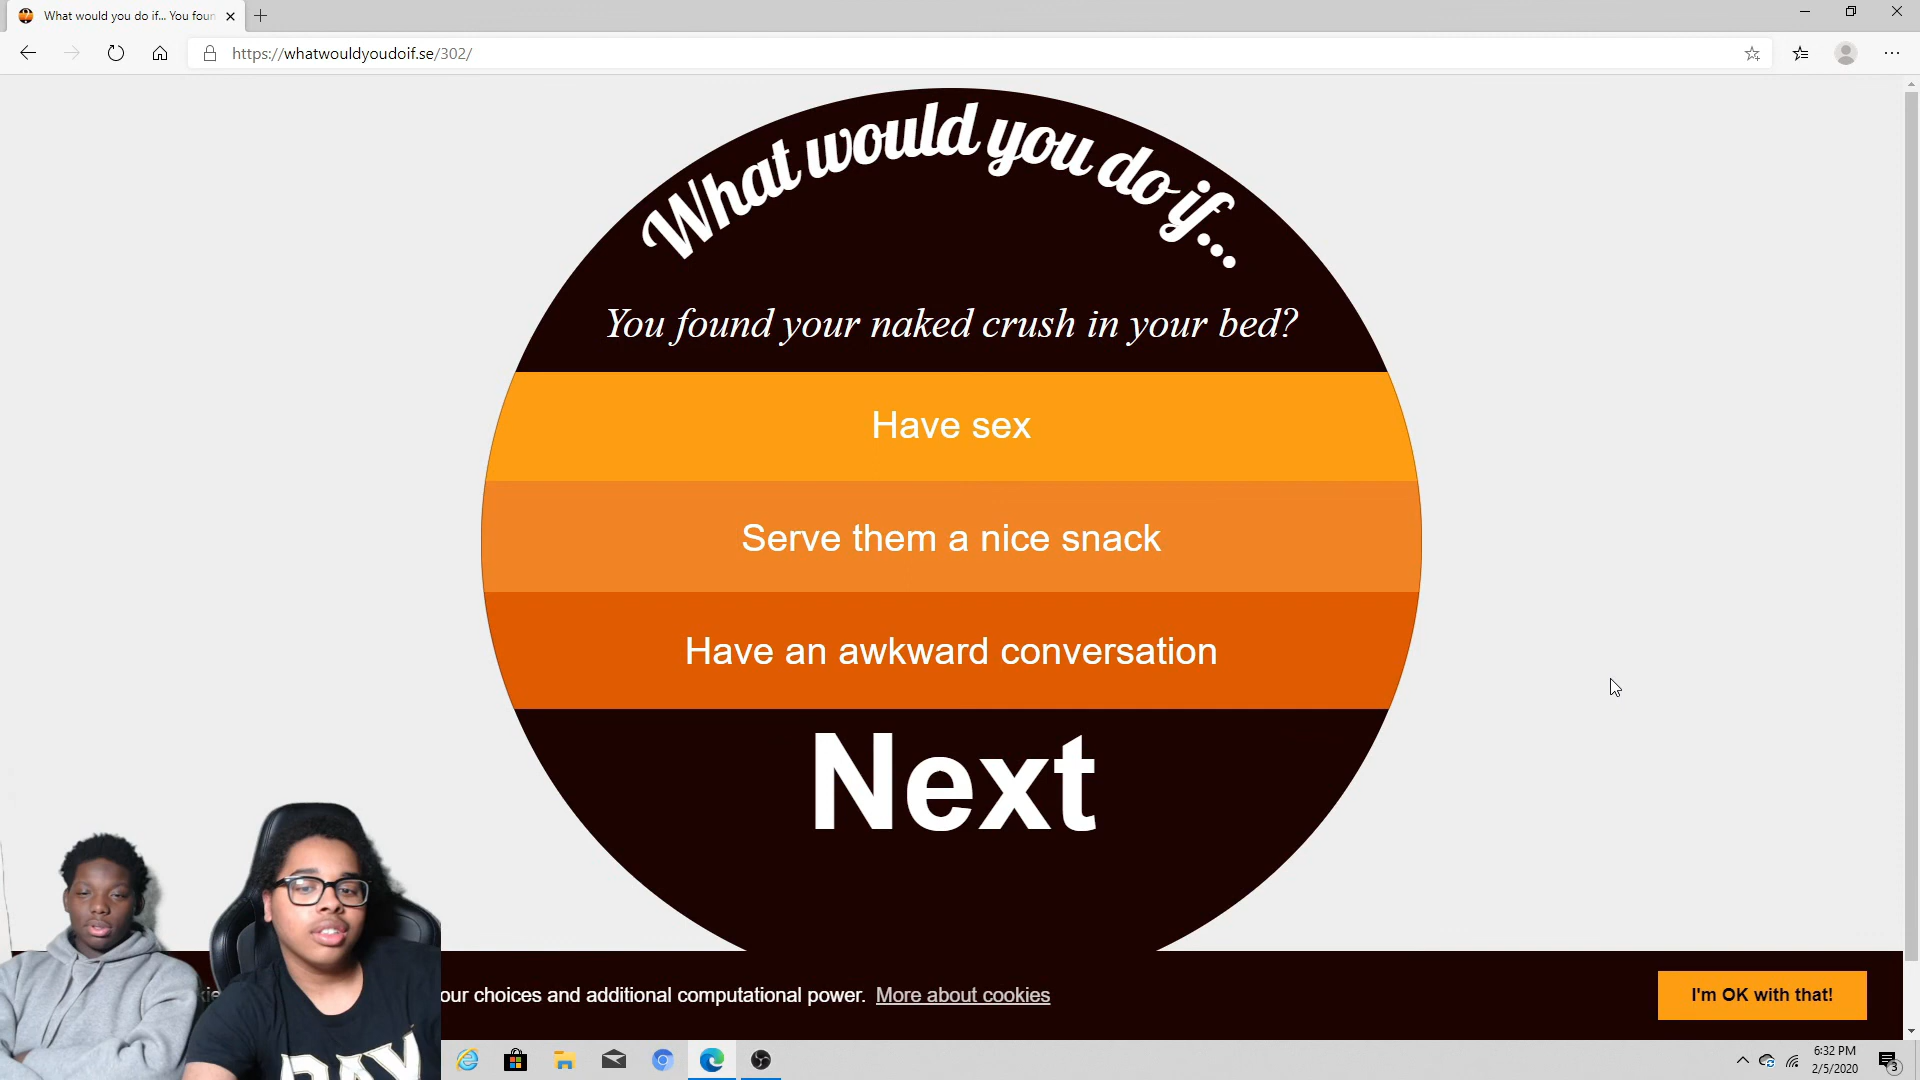 What would you do if... You foun
https://whatwouldyoudoif.se/302/
What would you do if...
You found your naked crush in your bed?
Have sex
Serve them a nice snack
Have an awkward conversation
Next
our choices and additional computational power. More about cookies
I'm OK with that!
6:32 PM
2/5/2020
3